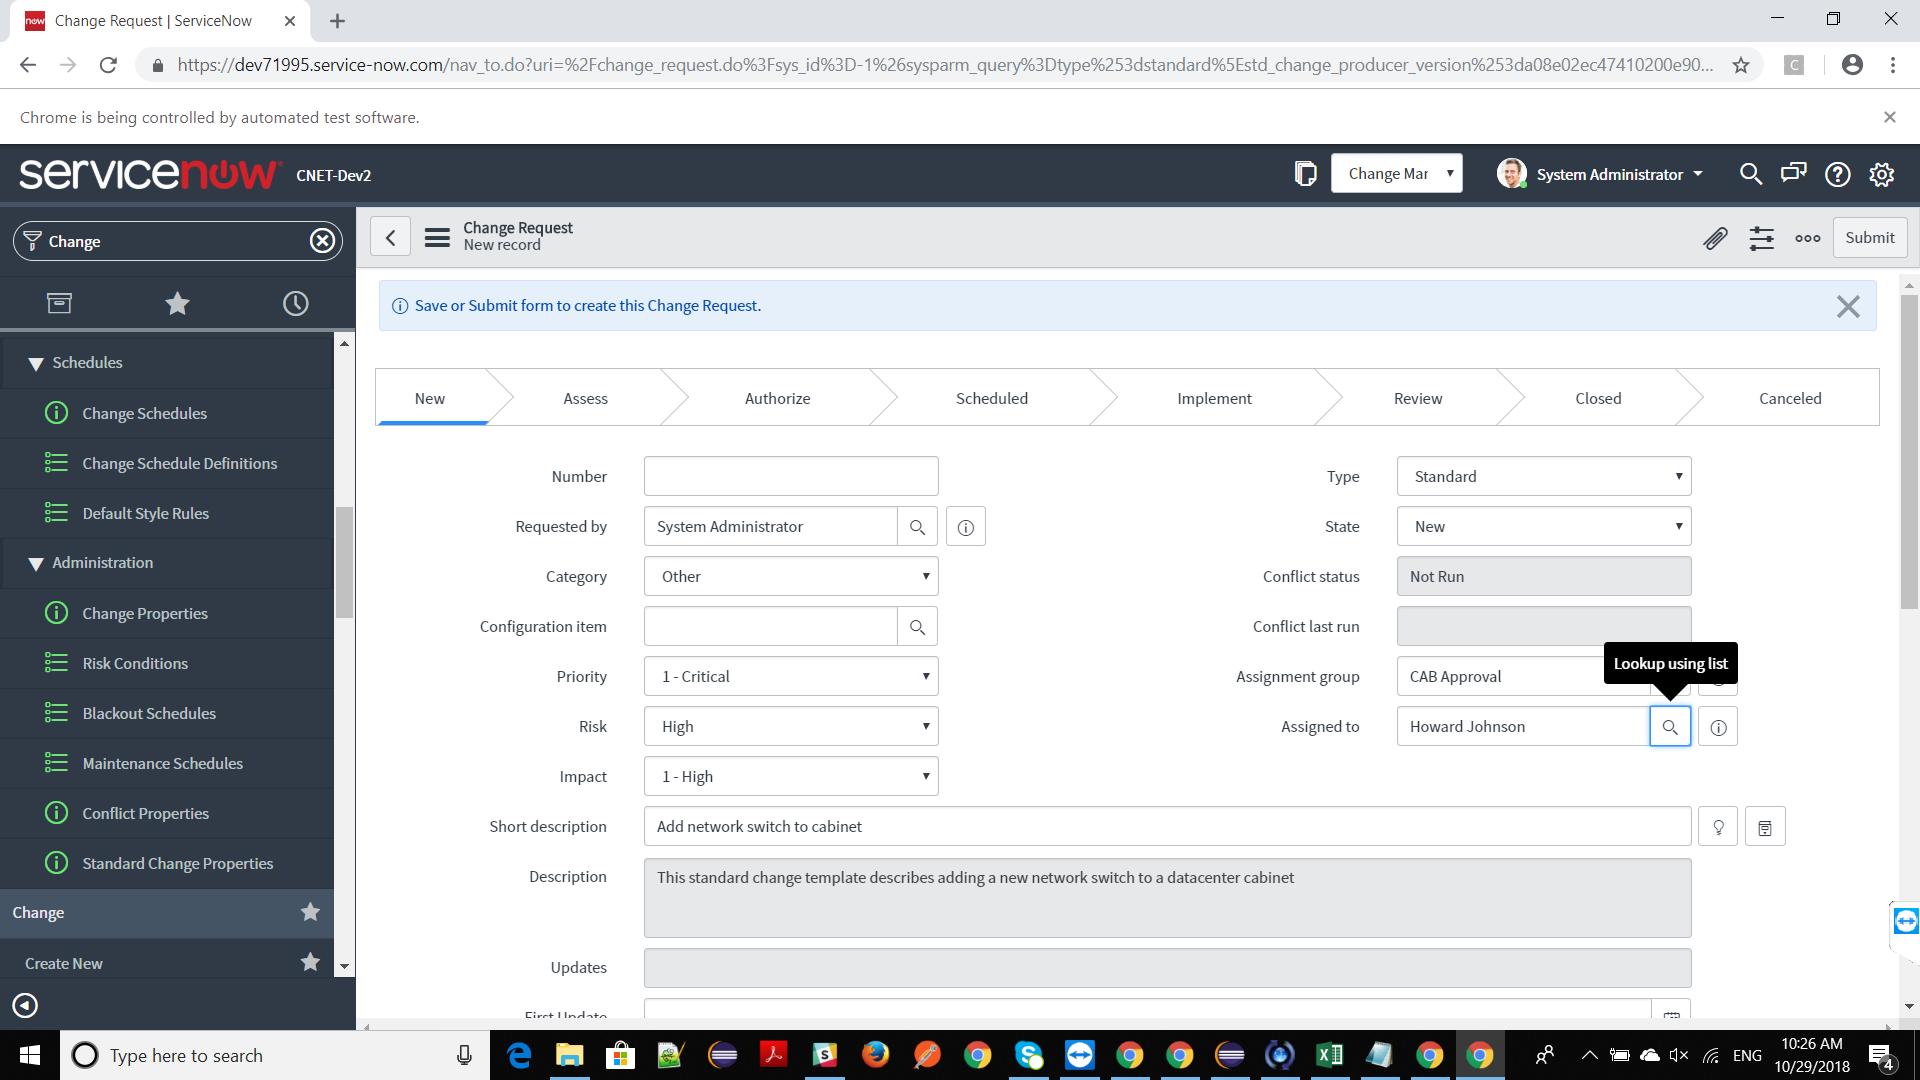 Change Request | ServiceNow
https://dev71995.service-now.com/nav_to.do?uri=%2Fchange_request.do%3Fsys_id%3D-1%26sysparm_query%3Dtype%253dstandard%5Estd_change_producer_version%253da08e02ec47410200e90...
Chrome is being controlled by automated test software.
servicenow CNET-Dev2
Change Mar
System Administrator
Change
Change Request
New record
Submit
Save or Submit form to create this Change Request.
Schedules
Change Schedules
Change Schedule Definitions
Default Style Rules
Administration
Change Properties
Risk Conditions
Blackout Schedules
Maintenance Schedules
Conflict Properties
Standard Change Properties
Change
Create New
New Assess Authorize Scheduled Implement Review Closed Canceled
Number
Type Standard
Requested by System Administrator
State New
Category Other
Conflict status Not Run
Configuration item
Conflict last run
Lookup using list
Priority 1 - Critical
Assignment group CAB Approval
Risk High
Assigned to Howard Johnson
Impact 1 - High
Short description Add network switch to cabinet
Description This standard change template describes adding a new network switch to a datacenter cabinet
Updates
First Update
Type here to search
ENG
10:26 AM
10/29/2018
4